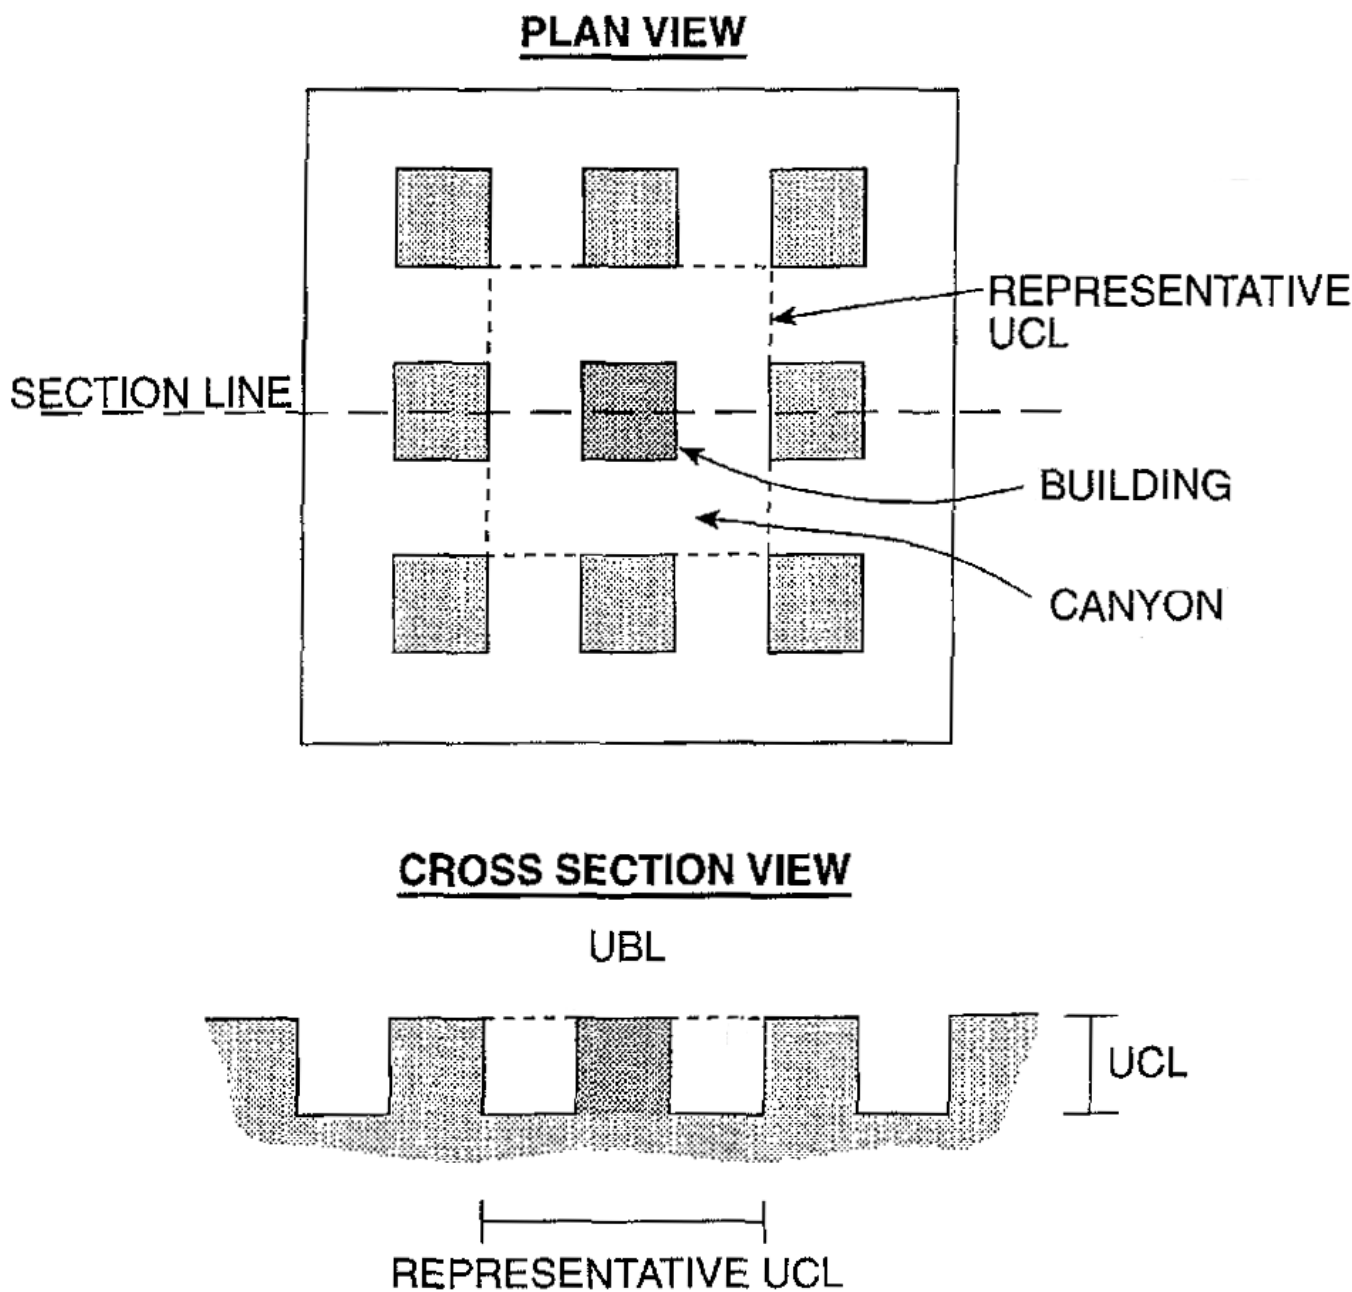 PLAN VIEW
REPRESENTATIVE
UCL
SECTION LINE
BUILDING
CANYON
CROSS SECTION VIEW
UBL
UCL
REPRESENTATIVE UCL